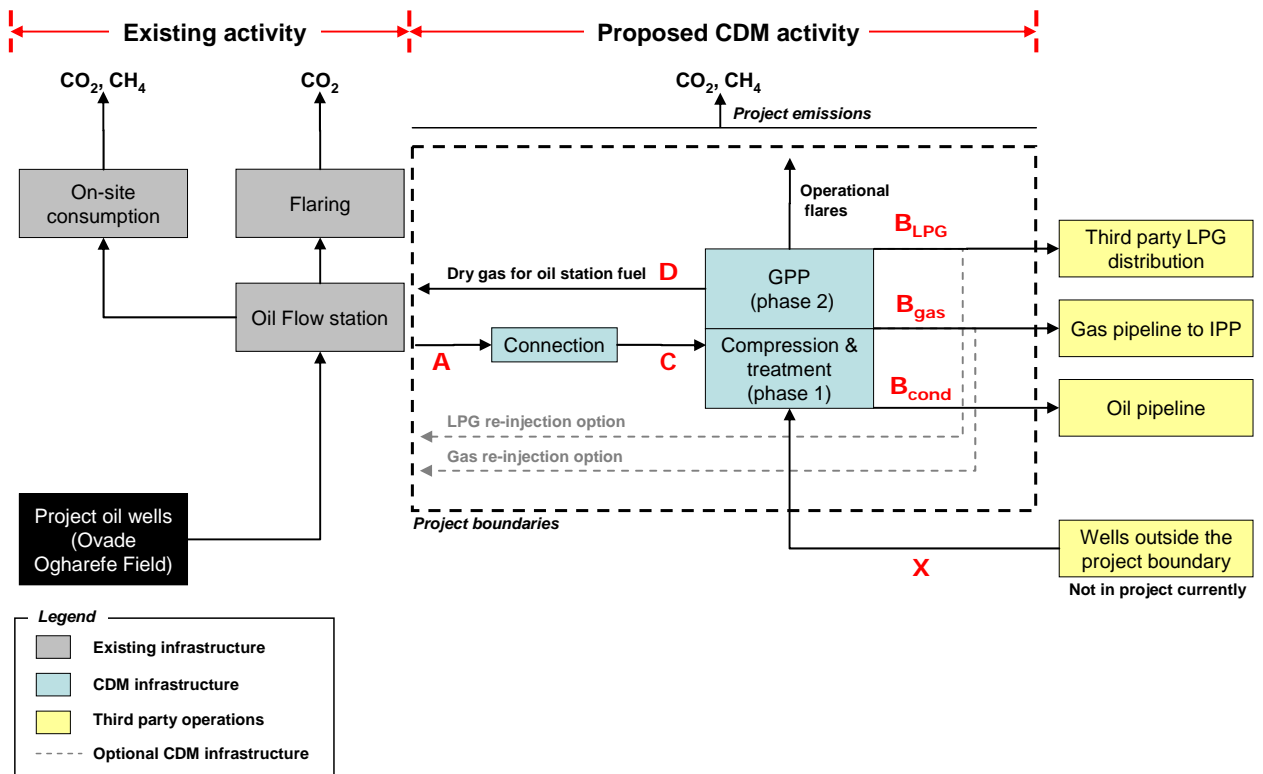 Existing activity
Proposed CDM activity
CO2, CH4
CO2
CO2, CH4
Project emissions
On-site
consumption
Flaring
Operational
flares
BLPG
Third party LPG
distribution
Dry gas for oil station fuel
D
GPP
(phase 2)
Oil Flow station
Bgas
Gas pipeline to IPP
A
Connection
C
Compression &
treatment
(phase 1)
Bcond
Oil pipeline
LPG re-injection option
Gas re-injection option
Project boundaries
Project oil wells
(Ovade
Ogharefe Field)
Wells outside the
project boundary
X
Not in project currently
Legend
Existing infrastructure
CDM infrastructure
Third party operations
Optional CDM infrastructure